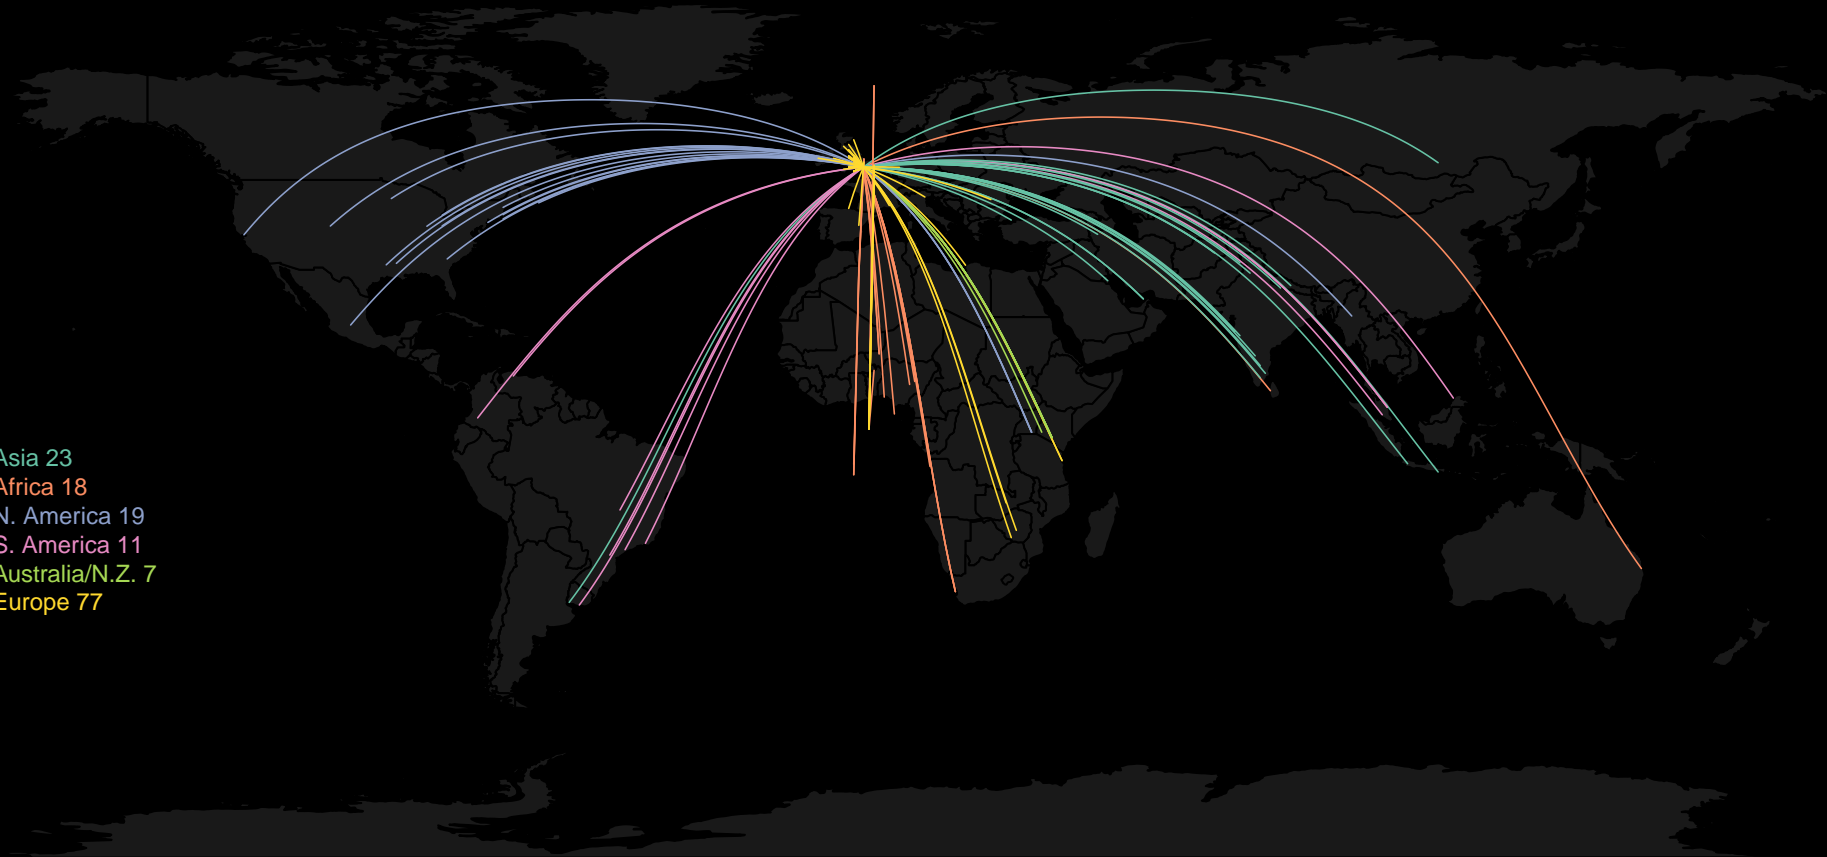 Asia 23
Africa 18
N. America 19
S. America 11
Australia/N.Z. 7
Europe 77